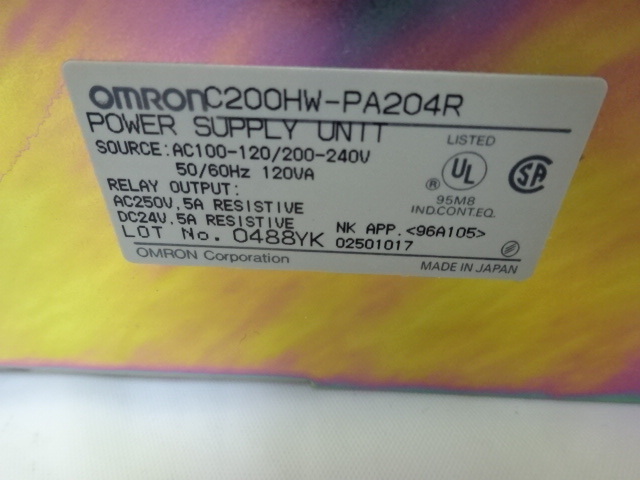 OMRON C200HW-PA204R
POWER SUPPLY UNIT
SOURCE: AC100-120/200-240V
50/60Hz 120VA
RELAY OUTPUT:
AC250V, 5A RESISTIVE
DC24V, 5A RESISTIVE
LOT No. 0488YK
LISTED
UL
®
95M8
IND.CONT.EQ.
SA
NK APP. <96A105>
02501017
OMRON Corporation
MADE IN JAPAN